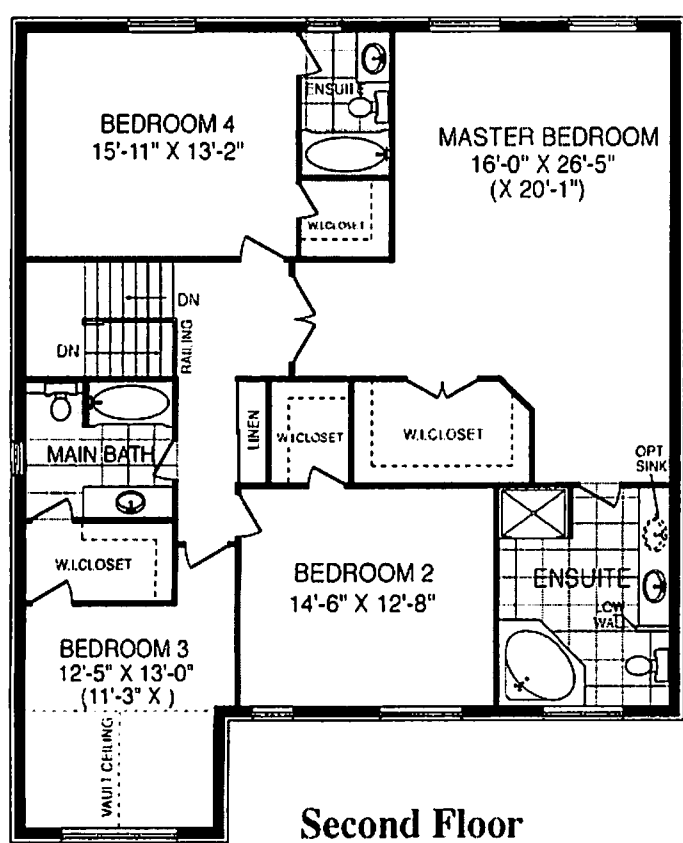 ENSUITE
BEDROOM 4
15'-11" X 13'-2"
MASTER BEDROOM
16'-0" X 26'-5"
(X 20'-1")
W.I.CLOSET
DN
RAILING
DN
LINEN
W.I.CLOSET
W.I.CLOSET
MAIN BATH
OPT
SINK
W.I.CLOSET
BEDROOM 2
14'-6" X 12'-8"
ENSUITE
LOW
WALL
BEDROOM 3
12'-5" X 13'-0"
(11'-3" X )
VAULT CEILING
Second Floor